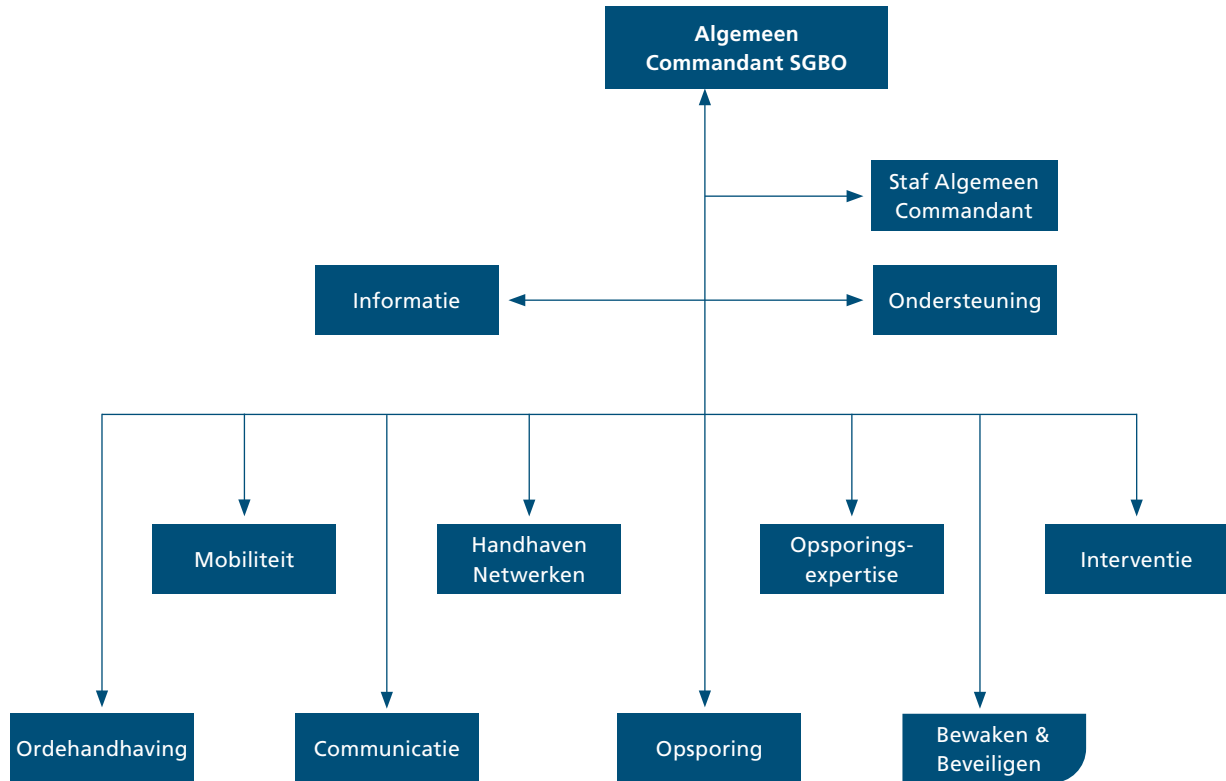 Algemeen
Commandant SGBO
Staf Algemeen
Commandant
Informatie
Ondersteuning
Mobiliteit
Handhaven
Netwerken
Opsporings-
expertise
Interventie
Ordehandhaving
Communicatie
Opsporing
Bewaken &
Beveiligen